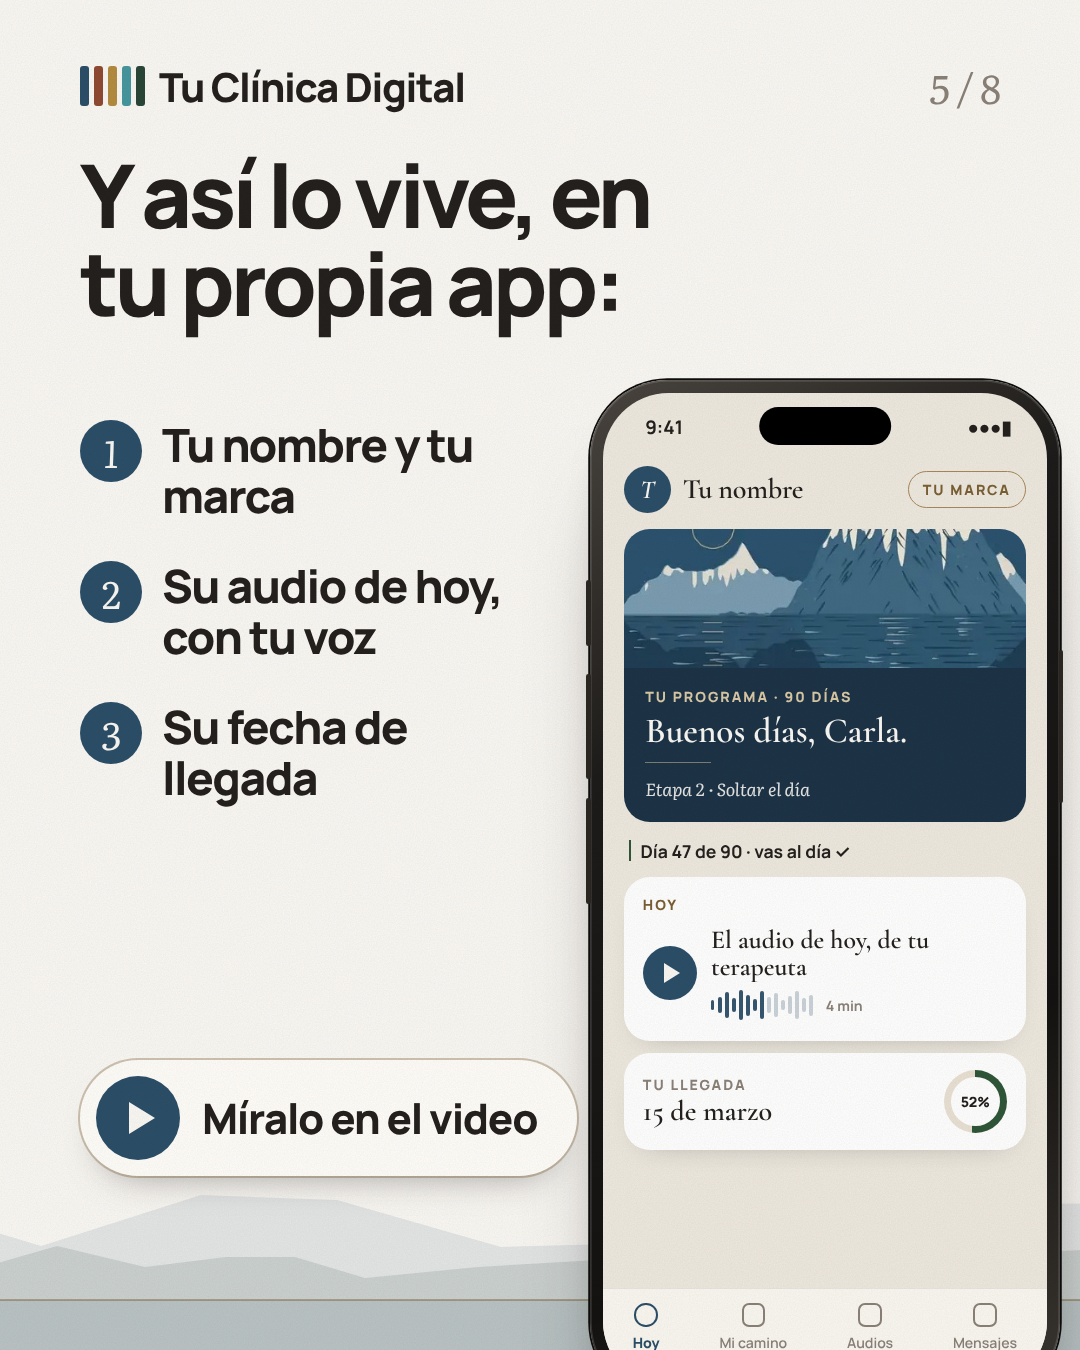 Tu Clínica Digital
5/8
Y así lo vive, en
tu propia app:
1
Tu nombre y tu
marca
2
Su audio de hoy,
con tu voz
3
Su fecha de
llegada
Míralo en el video
9:41
T
Tu nombre
TU MARCA
TU PROGRAMA · 90 DÍAS
Buenos días, Carla.
Etapa 2 · Soltar el día
Día 47 de 90 · vas al día ✓
HOY
El audio de hoy, de tu
terapeuta
4 min
TU LLEGADA
15 de marzo
52%
Hoy
Mi camino
Audios
Mensajes